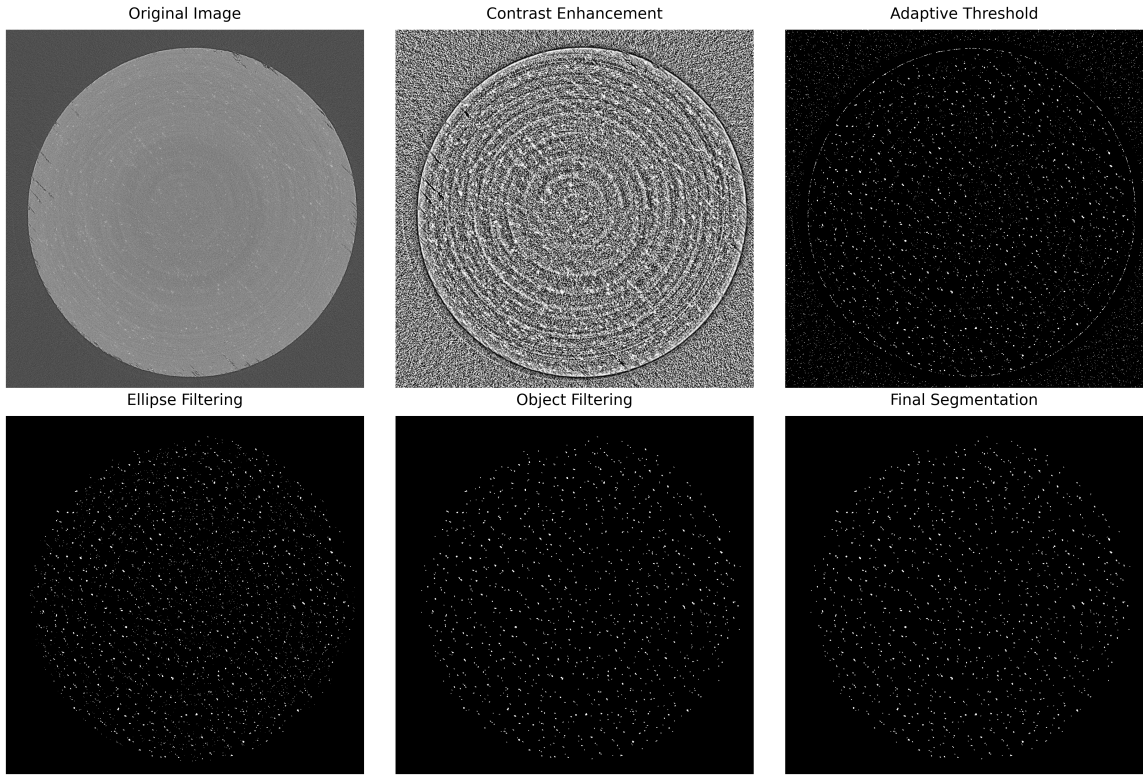 Original Image
Contrast Enhancement
Adaptive Threshold
Ellipse Filtering
Object Filtering
Final Segmentation